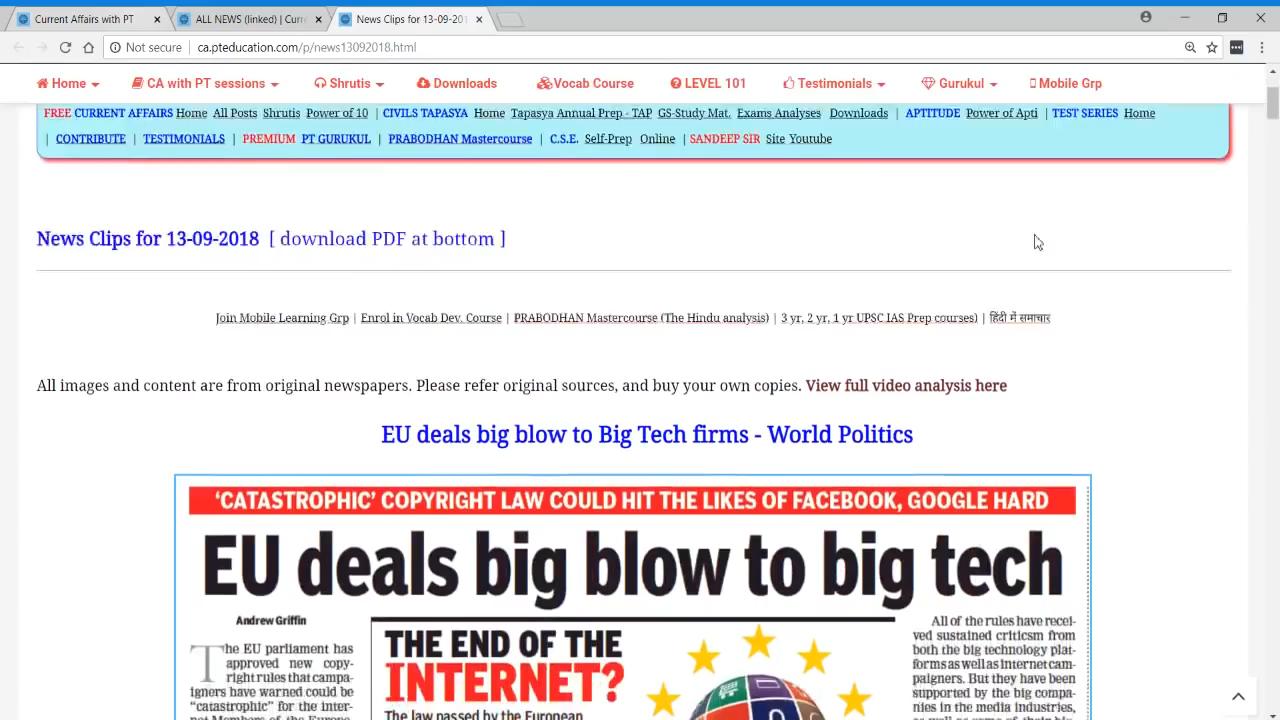 Current Affairs with PT
ALL NEWS (linked) | Curr
News Clips for 13-09-201
Not secure | ca.pteducation.com/p/news13092018.html
Home CA with PT sessions Shrutis Downloads Vocab Course LEVEL 101 Testimonials Gurukul Mobile Grp
FREE CURRENT AFFAIRS Home All Posts Shrutis Power of 10 | CIVILS TAPASYA Home Tapasya Annual Prep - TAP GS-Study Mat. Exams Analyses Downloads | APTITUDE Power of Apti | TEST SERIES Home
| CONTRIBUTE | TESTIMONIALS | PREMIUM PT GURUKUL | PRABODHAN Mastercourse | C.S.E. Self-Prep Online | SANDEEP SIR Site Youtube
News Clips for 13-09-2018 [ download PDF at bottom ]
Join Mobile Learning Grp | Enrol in Vocab Dev. Course | PRABODHAN Mastercourse (The Hindu analysis) | 3 yr, 2 yr, 1 yr UPSC IAS Prep courses) | हिंदी में समाचार
All images and content are from original newspapers. Please refer original sources, and buy your own copies. View full video analysis here
EU deals big blow to Big Tech firms - World Politics
'CATASTROPHIC' COPYRIGHT LAW COULD HIT THE LIKES OF FACEBOOK, GOOGLE HARD
EU deals big blow to big tech
Andrew Griffin
The EU parliament has
approved new copy-
right rules that campa-
igners have warned could be
"catastrophic" for the inter-
THE END OF THE
INTERNET?
The law passed by the European
All of the rules have recei-
ved sustained criticsm from
both the big technology plat-
forms as well as internet cam-
paigners. But they have been
supported by the big compa-
nies in the media industries,